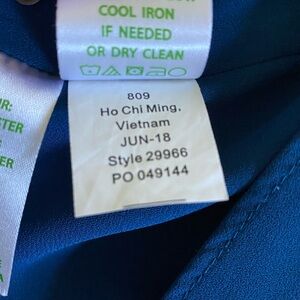 COOL IRON
IF NEEDED
OR DRY CLEAN
809
Ho Chi Ming,
Vietnam
JUN-18
Style 29966
PO 049144